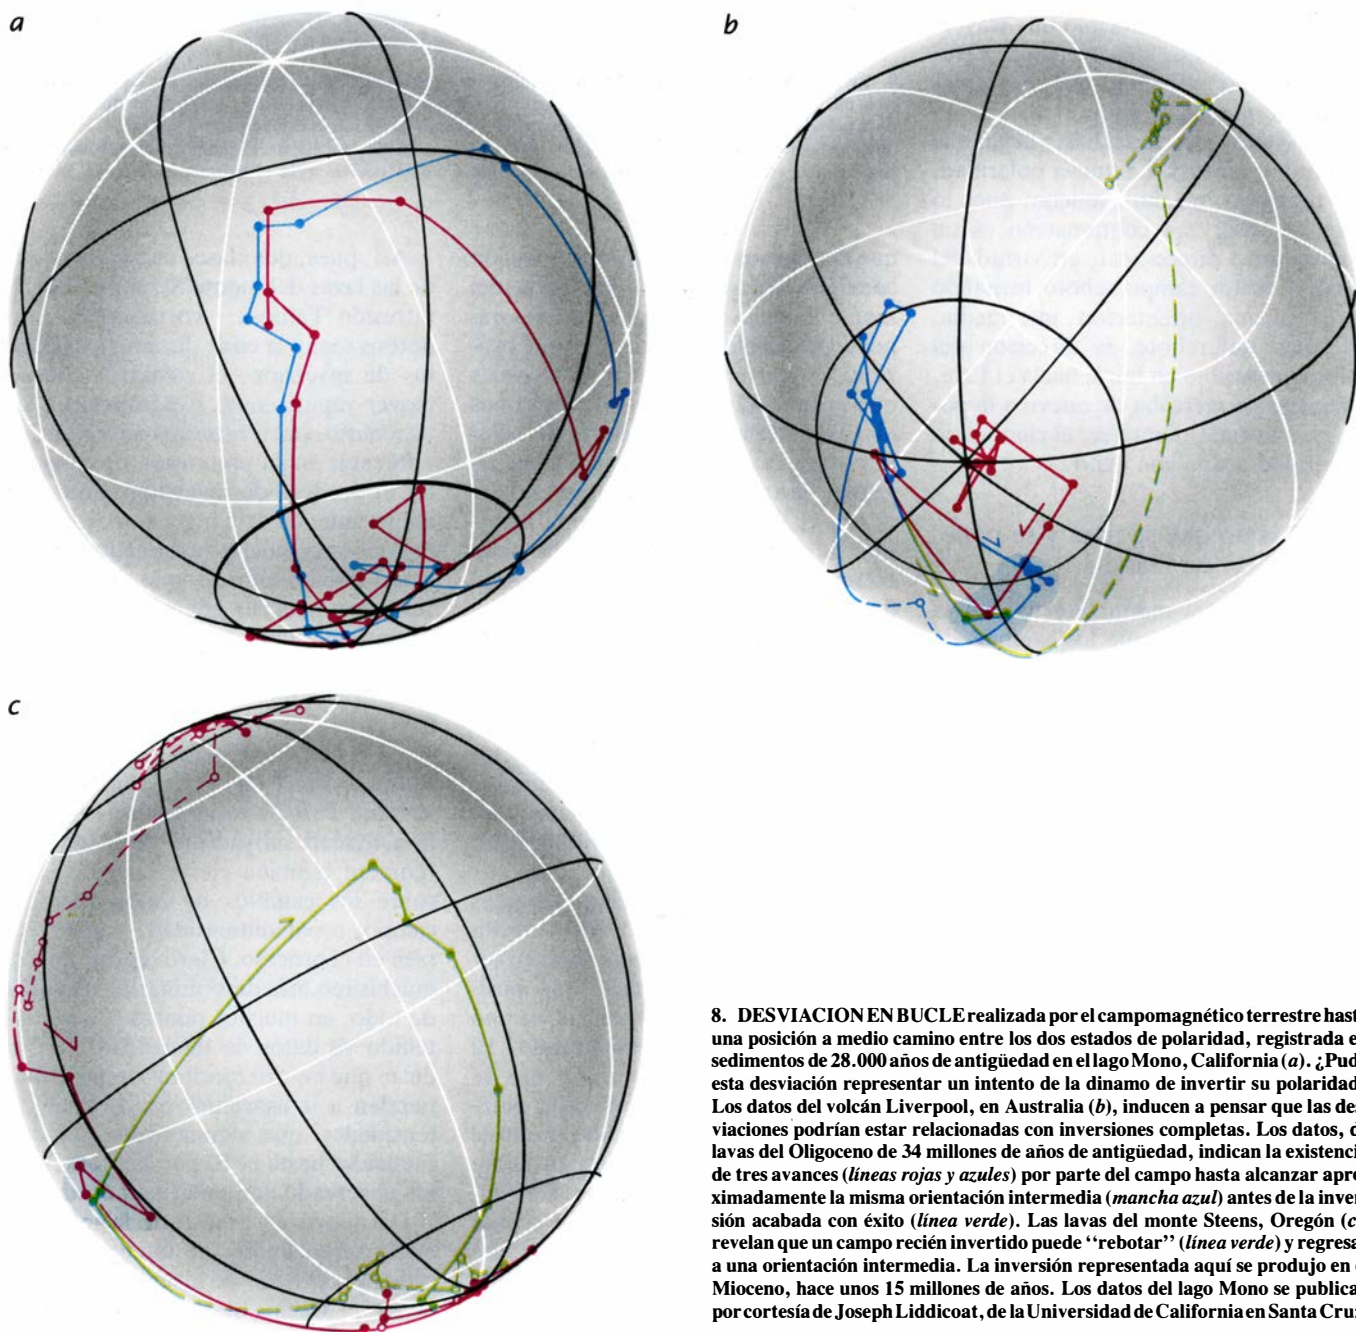 a
b
c
8. DESVIACION EN BUCLE realizada por el campomagnético terrestre hast
una posición a medio camino entre los dos estados de polaridad, registrada e
sedimentos de 28.000 años de antigüedad en el lago Mono, California (a). ¿Pud
esta desviación representar un intento de la dinamo de invertir su polaridad
Los datos del volcán Liverpool, en Australia (b), inducen a pensar que las des
viaciones podrían estar relacionadas con inversiones completas. Los datos, d
lavas del Oligoceno de 34 millones de años de antigüedad, indican la existenci
de tres avances (líneas rojas y azules) por parte del campo hasta alcanzar apro
ximadamente la misma orientación intermedia (mancha azul) antes de la inver
sión acabada con éxito (línea verde). Las lavas del monte Steens, Oregón (c
revelan que un campo recién invertido puede “rebotar” (línea verde) y regresa
a una orientación intermedia. La inversión representada aquí se produjo en
Mioceno, hace unos 15 millones de años. Los datos del lago Mono se publica
por cortesía de Joseph Liddicoat, de la Universidad de California en Santa Cru